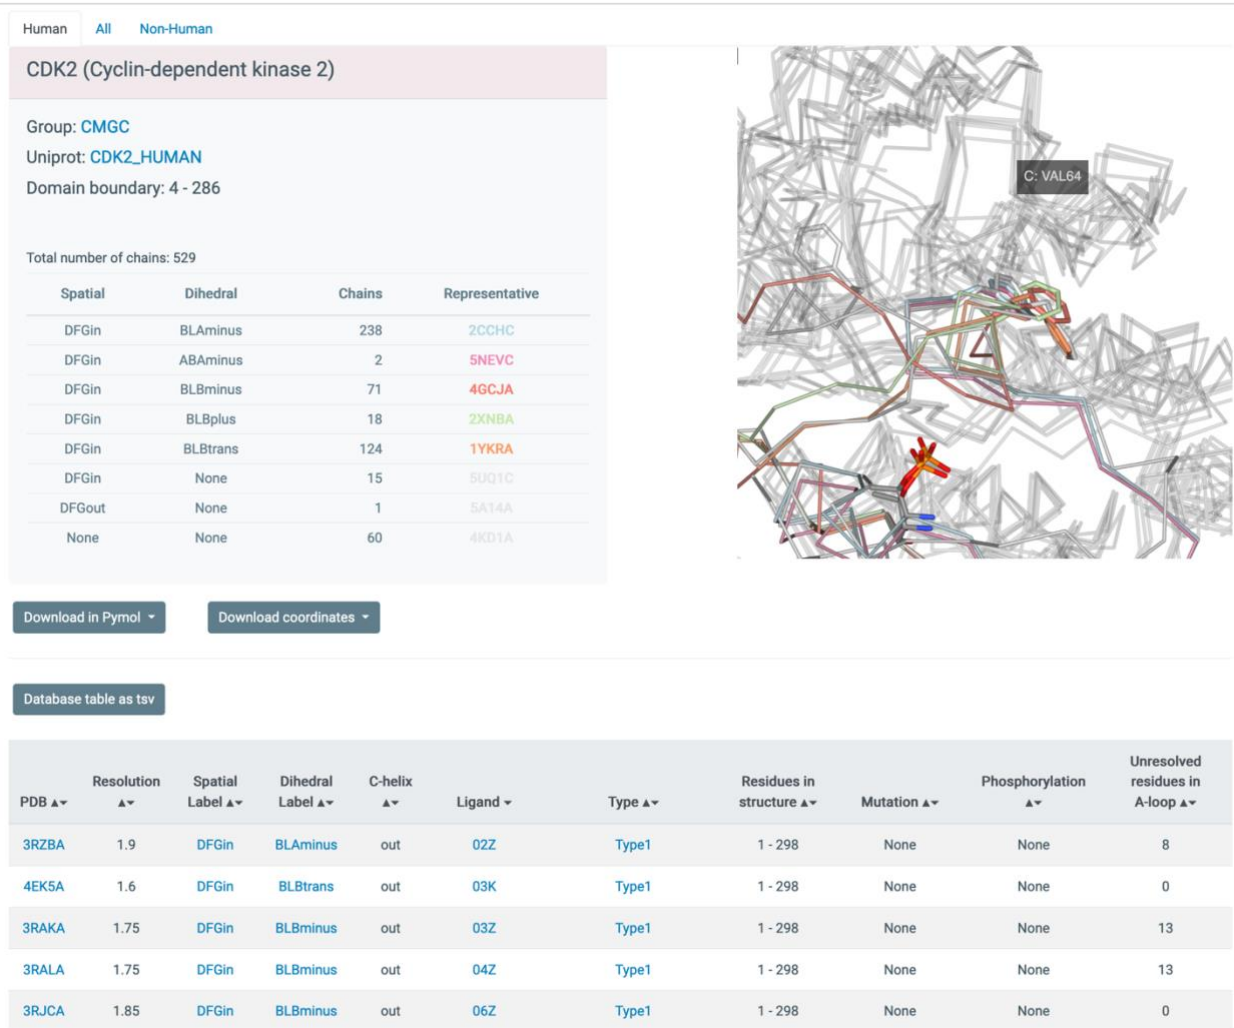 Human All Non-Human
CDK2 (Cyclin-dependent kinase 2)
Group: CMGC
Uniprot: CDK2_HUMAN
Domain boundary: 4 - 286
Total number of chains: 529
Spatial Dihedral Chains Representative
DFGin BLAminus 238 2CCHC
DFGin ABAminus 2 5NEVC
DFGin BLBminus 71 4GCJA
DFGin BLBplus 18 2XNBA
DFGin BLBtrans 124 1YKRA
DFGin None 15 5UQ1C
DFGout None 1 5A14A
None None 60 4KD1A
C: VAL64
Download in Pymol Download coordinates
Database table as tsv
PDB Resolution Spatial Label Dihedral Label C-helix Ligand Type Residues in structure Mutation Phosphorylation Unresolved residues in A-loop
3RZBA 1.9 DFGin BLAminus out 02Z Type1 1 - 298 None None 8
4EK5A 1.6 DFGin BLBtrans out 03K Type1 1 - 298 None None 0
3RAKA 1.75 DFGin BLBminus out 03Z Type1 1 - 298 None None 13
3RALA 1.75 DFGin BLBminus out 04Z Type1 1 - 298 None None 13
3RJCA 1.85 DFGin BLBminus out 06Z Type1 1 - 298 None None 0